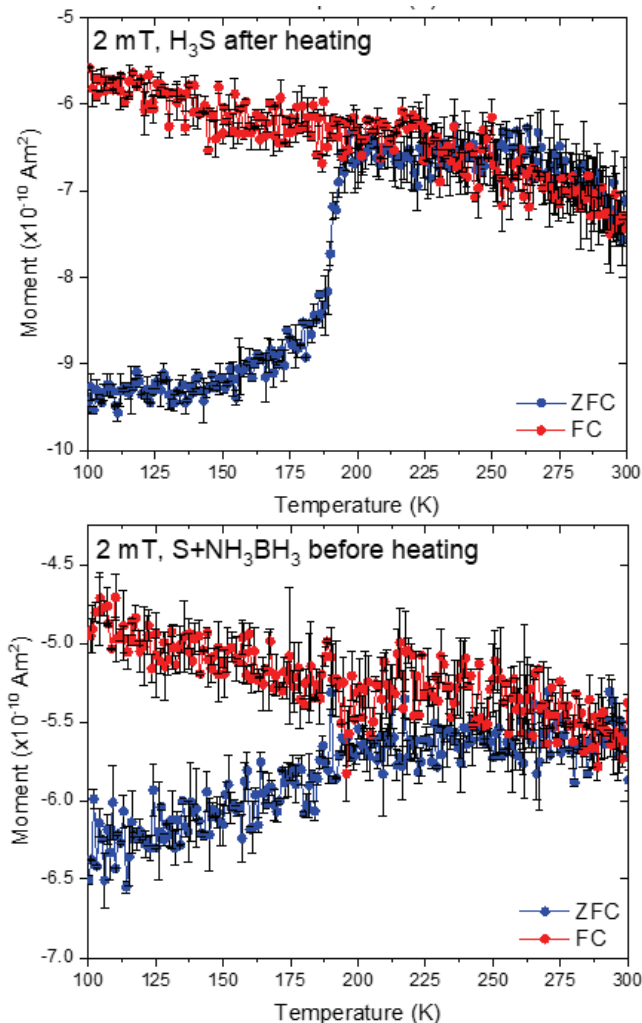 2 mT, H₃S after heating
-5
-6
-7
-8
-9
-10
Moment (x10⁻¹⁰ Am²)
ZFC
FC
100 125 150 175 200 225 250 275 300
Temperature (K)
2 mT, S+NH₃BH₃ before heating
-4.5
-5.0
-5.5
-6.0
-6.5
-7.0
Moment (x10⁻¹⁰ Am²)
ZFC
FC
100 125 150 175 200 225 250 275 300
Temperature (K)